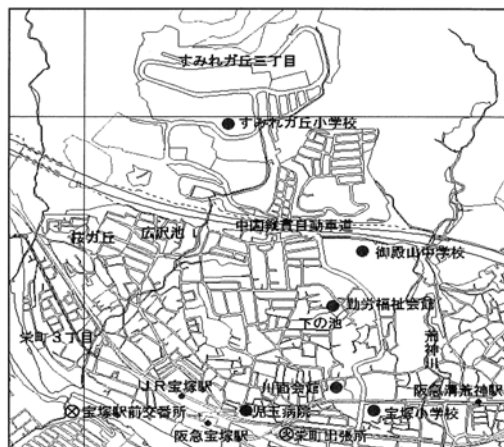 すみれガ丘三丁目
すみれガ丘小学校
中国縦貫自動車道
桜ガ丘
広沢池
御殿山中学校
勤労福祉会館
下の池
栄町3丁目
荒神川
JR宝塚駅
川面会館
阪急清荒神駅
宝塚駅前交番所
児玉病院
宝塚小学校
阪急宝塚駅
栄町出張所